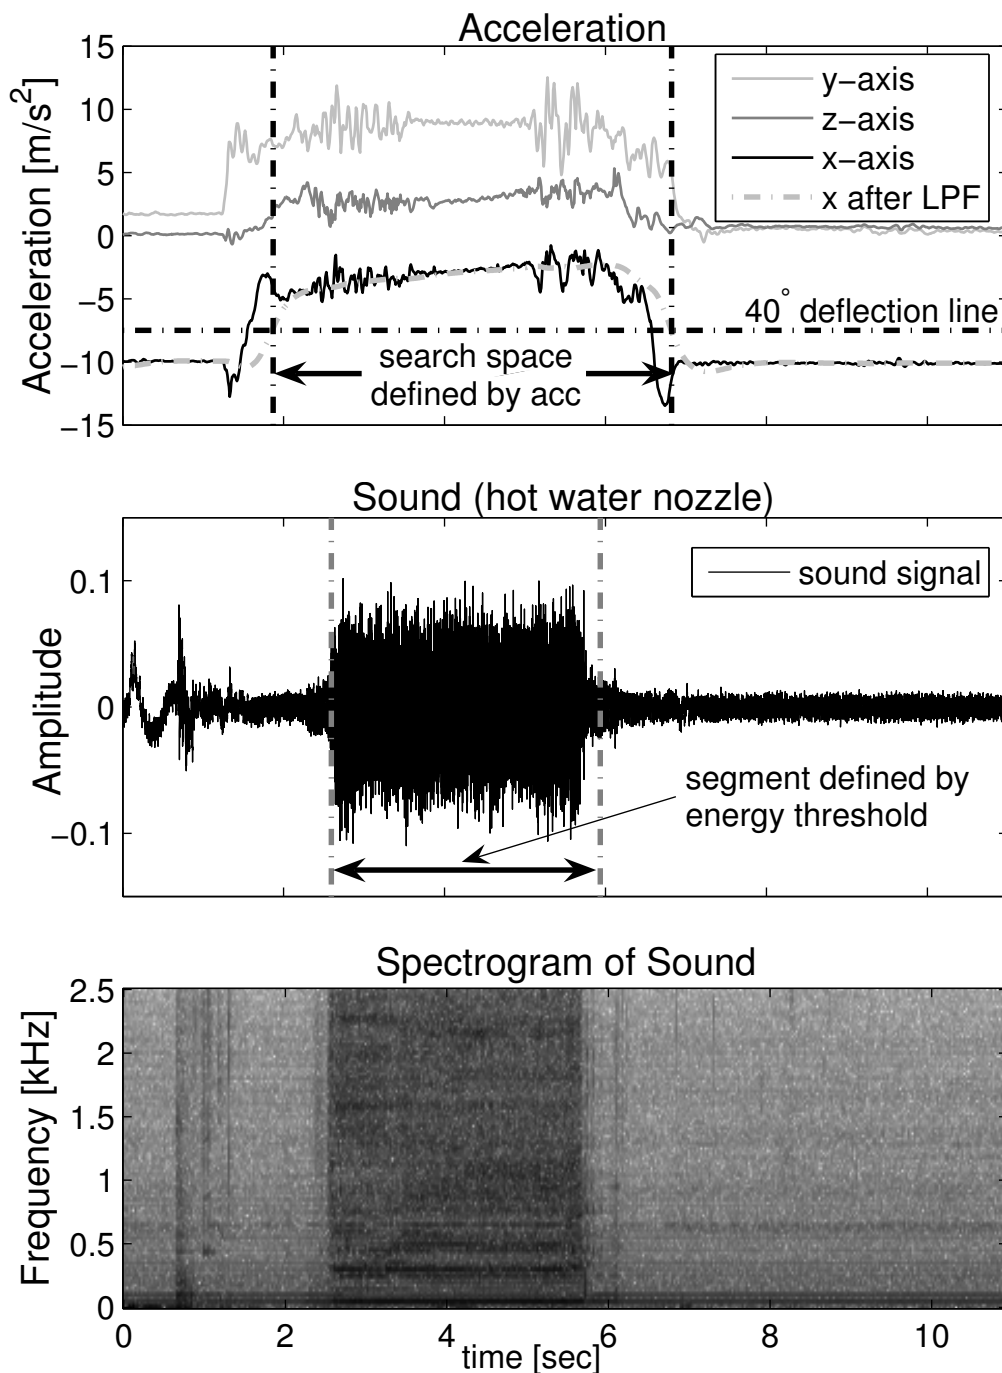 Acceleration
Acceleration [m/s²]
15
10
5
0
−5
−10
−15
y−axis
z−axis
x−axis
x after LPF
40° deflection line
search space
defined by acc
Sound (hot water nozzle)
Amplitude
0.1
0
−0.1
sound signal
segment defined by
energy threshold
Spectrogram of Sound
Frequency [kHz]
2.5
2
1.5
1
0.5
0
0 2 4 6 8 10
time [sec]